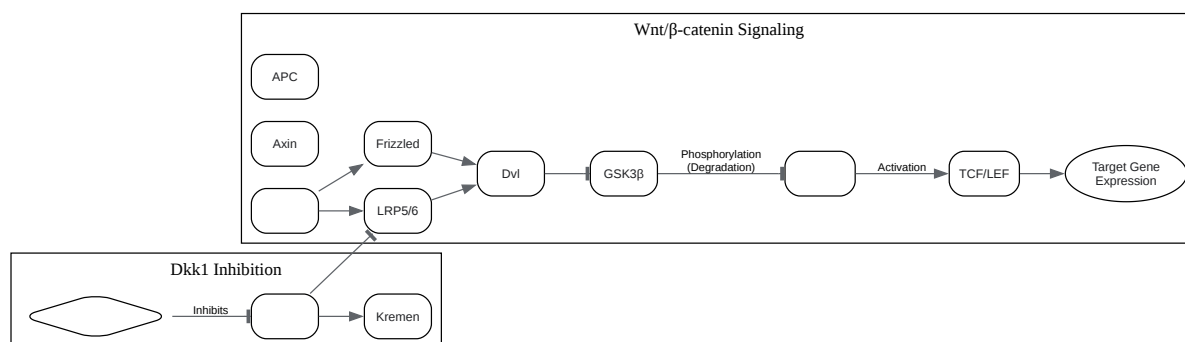 Wnt/β-catenin Signaling
APC
Axin
Frizzled
LRP5/6
Dvl
GSK3β
Phosphorylation
(Degradation)
Activation
TCF/LEF
Target Gene
Expression
Dkk1 Inhibition
Inhibits
Kremen